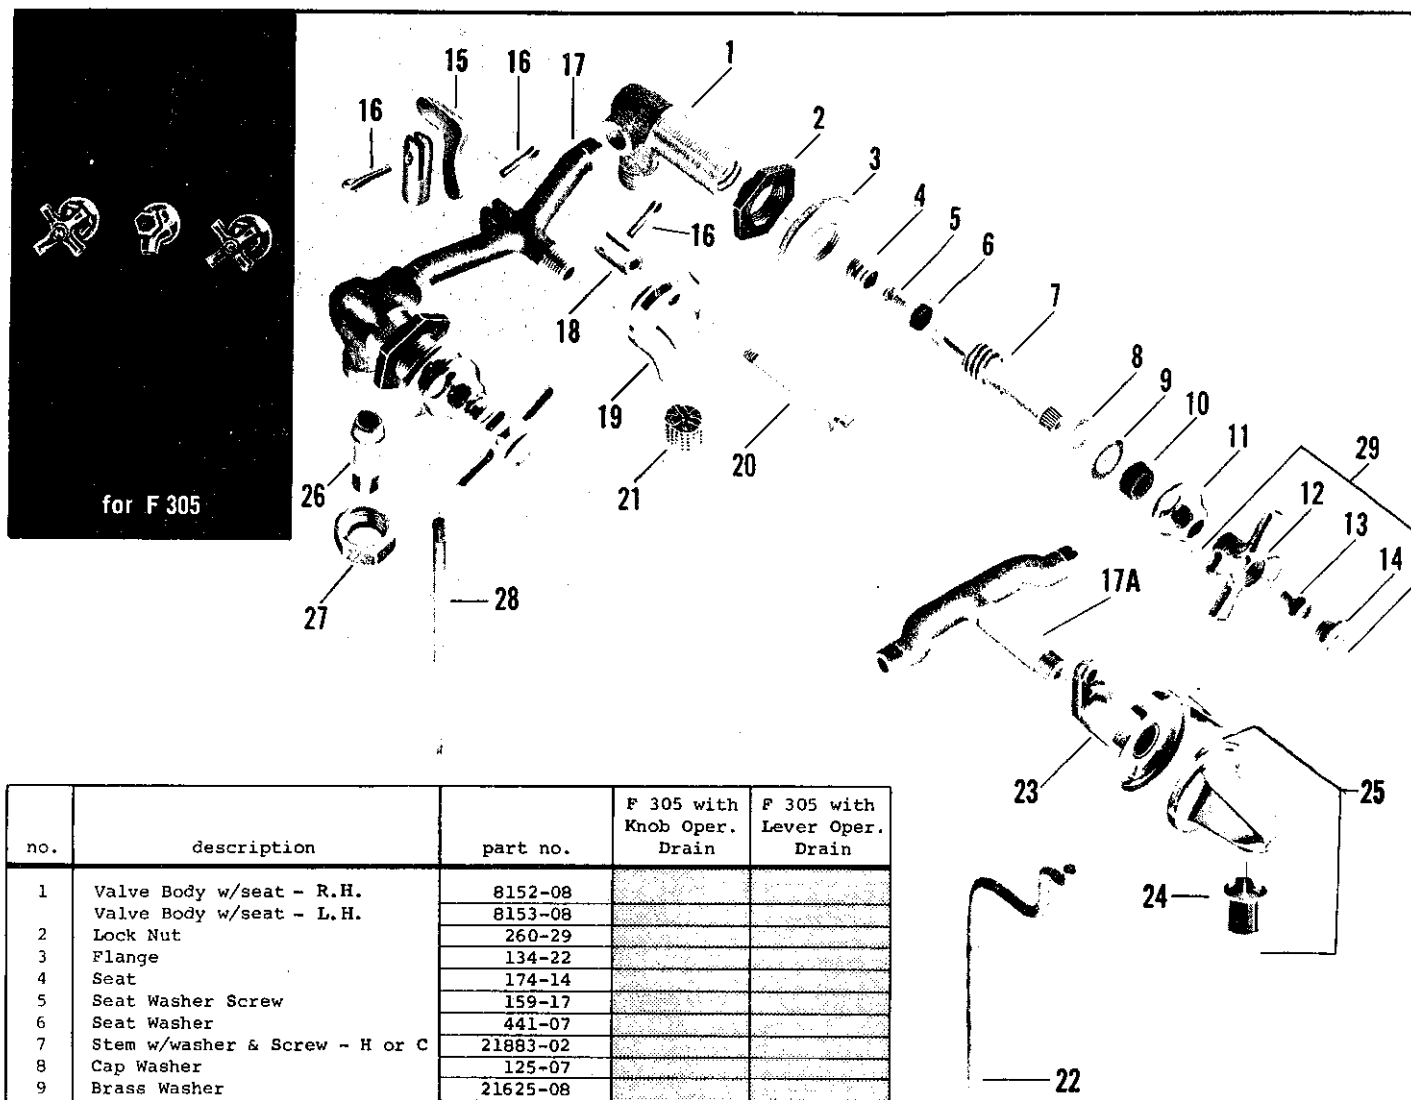 15
16
17
1
16
2
3
4
16
5
6
7
18
8
9
19
10
20
11
29
21
26
12
for F 305
13
14
17A
27
28
23
25
24
22
no. description part no. F 305 with Knob Oper. Drain F 305 with Lever Oper. Drain
1 Valve Body w/seat - R.H. 8152-08
Valve Body w/seat - L.H. 8153-08
2 Lock Nut 260-29
3 Flange 134-22
4 Seat 174-14
5 Seat Washer Screw 159-17
6 Seat Washer 441-07
7 Stem w/washer & Screw - H or C 21883-02
8 Cap Washer 125-07
9 Brass Washer 21625-08